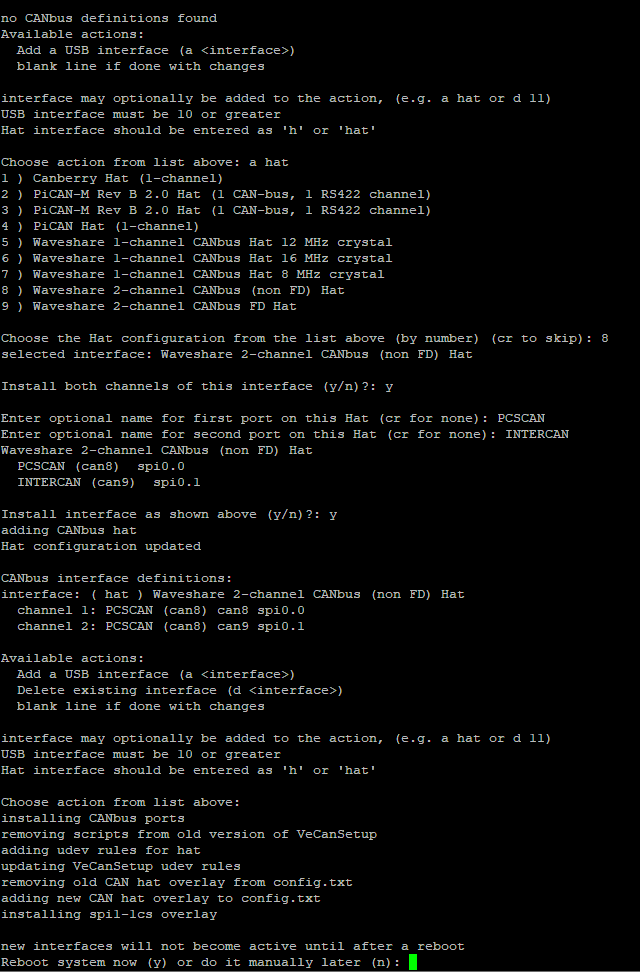 no CANbus definitions found
Available actions:
  Add a USB interface (a <interface>)
  blank line if done with changes

interface may optionally be added to the action, (e.g. a hat or d 11)
USB interface must be 10 or greater
Hat interface should be entered as 'h' or 'hat'

Choose action from list above: a hat
1 ) Canberry Hat (1-channel)
2 ) PiCAN-M Rev B 2.0 Hat (1 CAN-bus, 1 RS422 channel)
3 ) PiCAN-M Rev B 2.0 Hat (1 CAN-bus, 1 RS422 channel)
4 ) PiCAN Hat (1-channel)
5 ) Waveshare 1-channel CANbus Hat 12 MHz crystal
6 ) Waveshare 1-channel CANbus Hat 16 MHz crystal
7 ) Waveshare 1-channel CANbus Hat 8 MHz crystal
8 ) Waveshare 2-channel CANbus (non FD) Hat
9 ) Waveshare 2-channel CANbus FD Hat

Choose the Hat configuration from the list above (by number) (cr to skip): 8
selected interface: Waveshare 2-channel CANbus (non FD) Hat

Install both channels of this interface (y/n)?: y

Enter optional name for first port on this Hat (cr for none): PCSCAN
Enter optional name for second port on this Hat (cr for none): INTERCAN
Waveshare 2-channel CANbus (non FD) Hat
  PCSCAN (can8)  spi0.0
  INTERCAN (can9)  spi0.1

Install interface as shown above (y/n)?: y
adding CANbus hat
Hat configuration updated

CANbus interface definitions:
interface: ( hat ) Waveshare 2-channel CANbus (non FD) Hat
  channel 1: PCSCAN (can8) can8 spi0.0
  channel 2: PCSCAN (can8) can9 spi0.1

Available actions:
  Add a USB interface (a <interface>)
  Delete existing interface (d <interface>)
  blank line if done with changes

interface may optionally be added to the action, (e.g. a hat or d 11)
USB interface must be 10 or greater
Hat interface should be entered as 'h' or 'hat'

Choose action from list above:
installing CANbus ports
removing scripts from old version of VeCanSetup
adding udev rules for hat
updating VeCanSetup udev rules
removing old CAN hat overlay from config.txt
adding new CAN hat overlay to config.txt
installing spi1-1cs overlay

new interfaces will not become active until after a reboot
Reboot system now (y) or do it manually later (n):